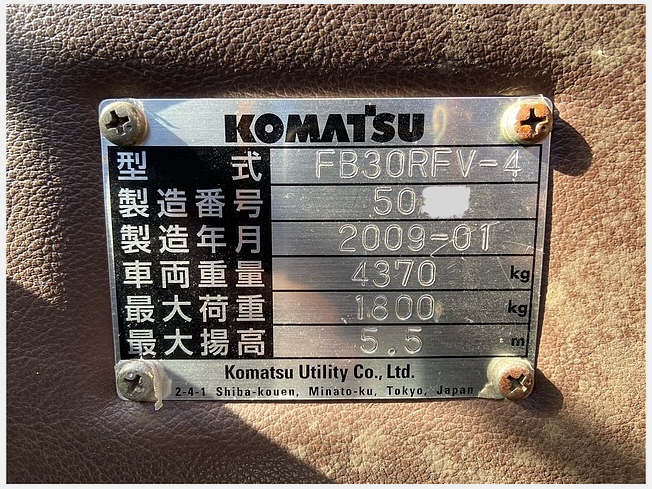 KOMATSU
型式 FB30RFV-4
製造番号 50
製造年月 2009-01
車両重量 4370 kg
最大荷重 1800 kg
最大揚高 5.5 m
Komatsu Utility Co., Ltd.
2-4-1 Shiba-kouen, Minato-ku, Tokyo, Japan